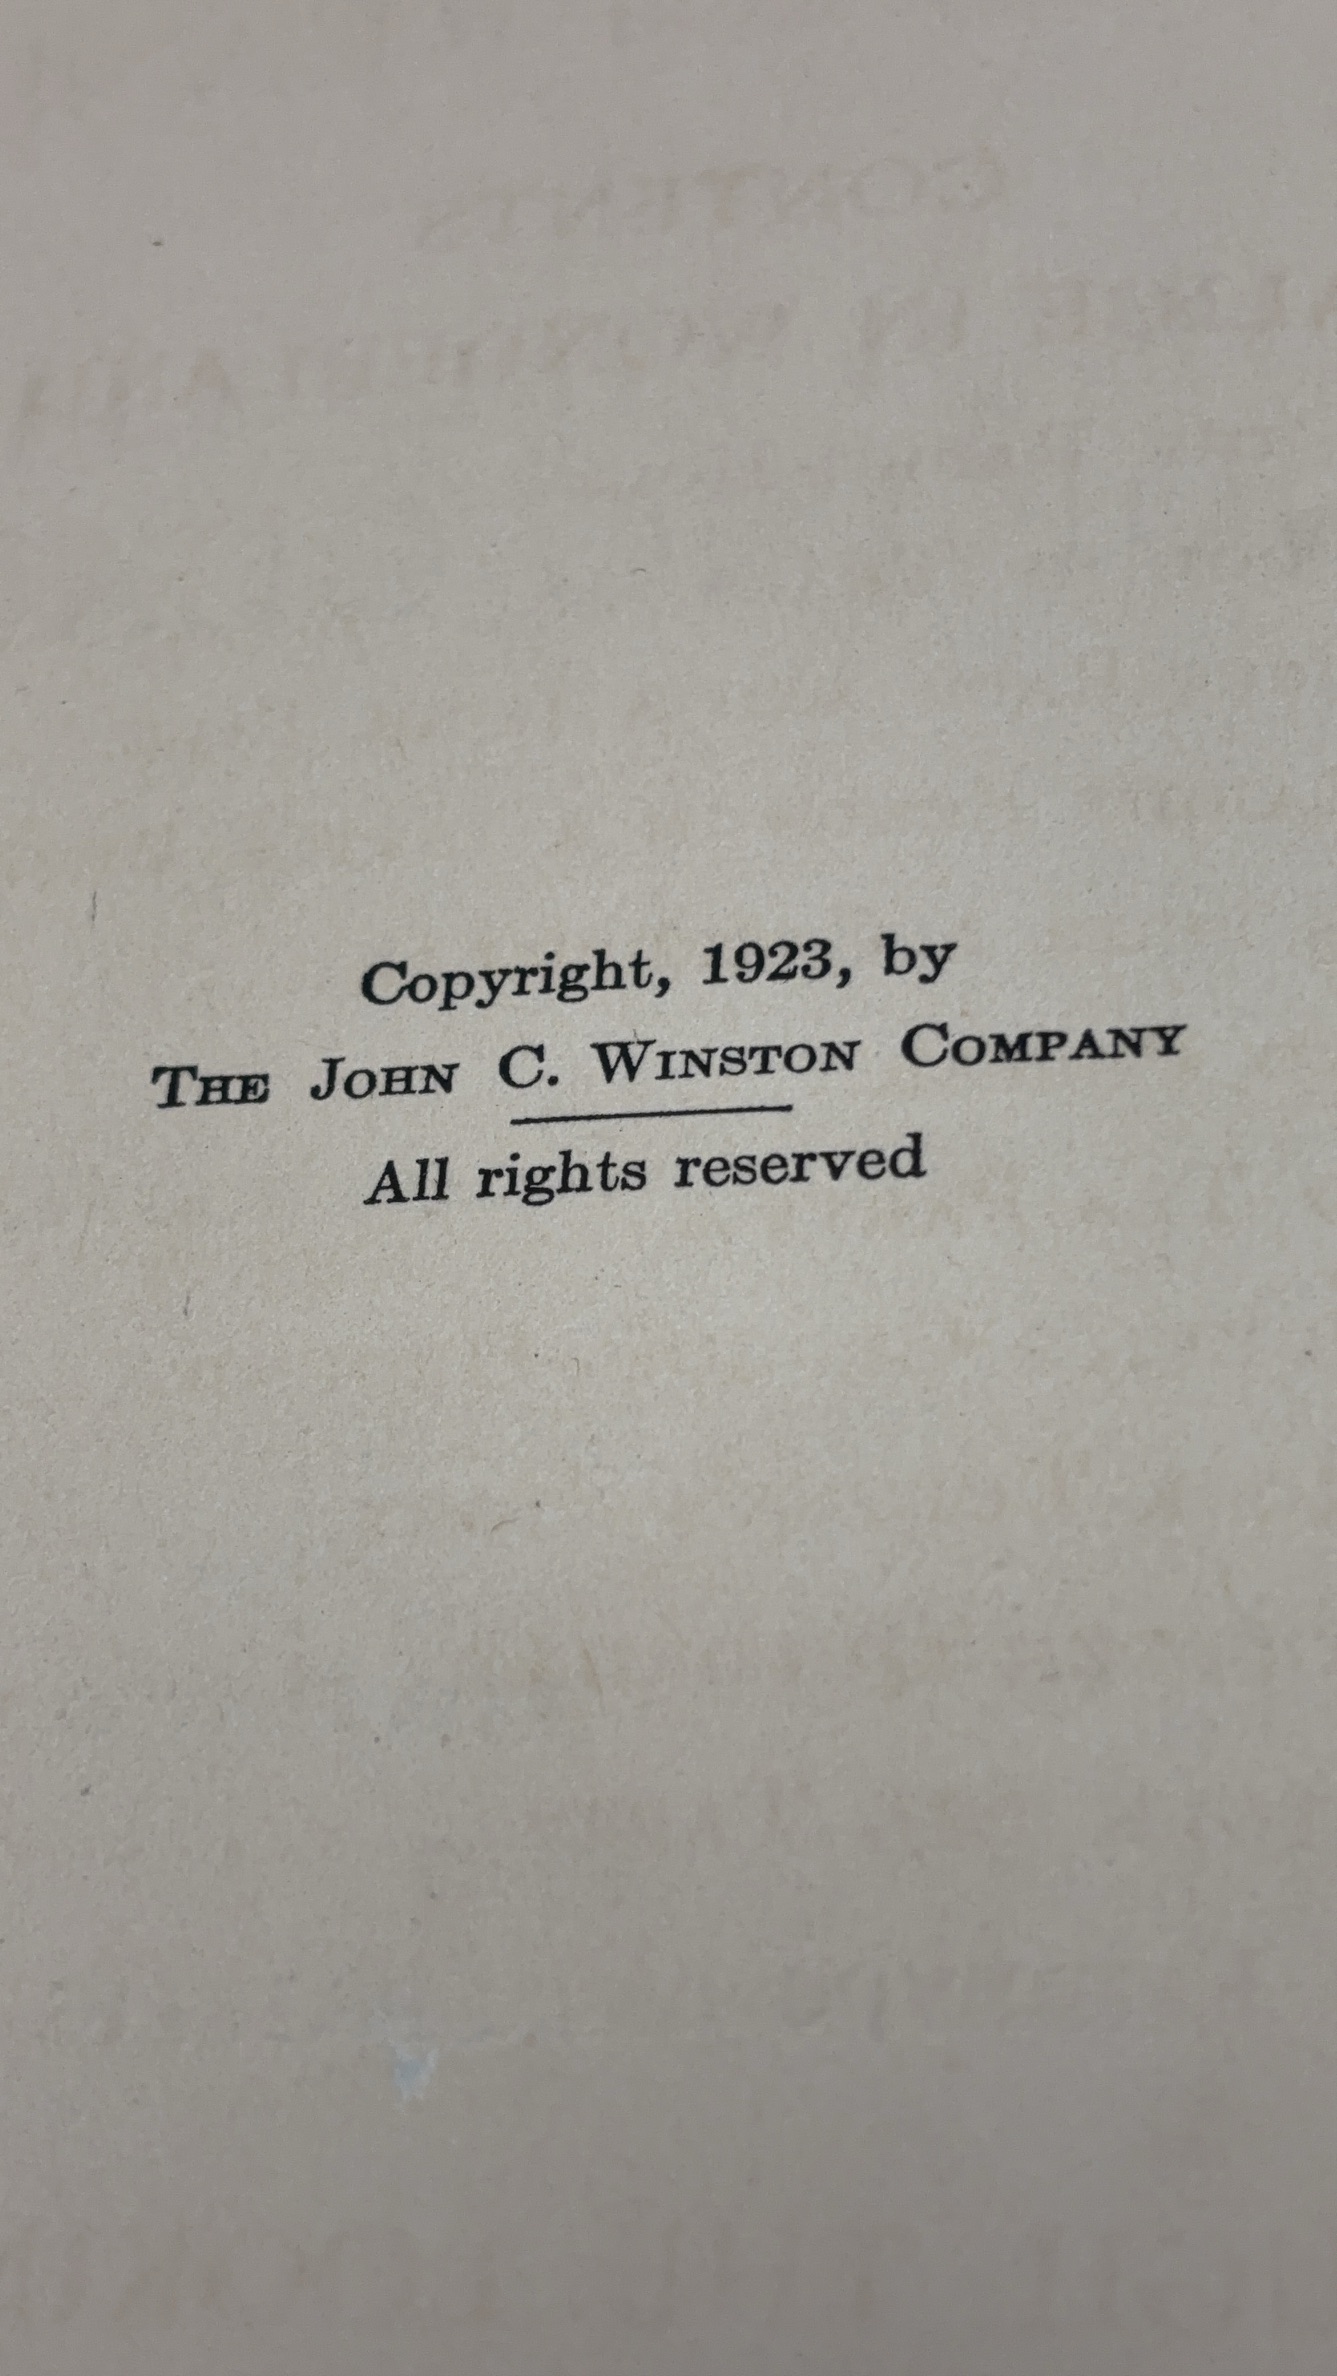 Copyright, 1923, by
THE JOHN C. WINSTON COMPANY
All rights reserved